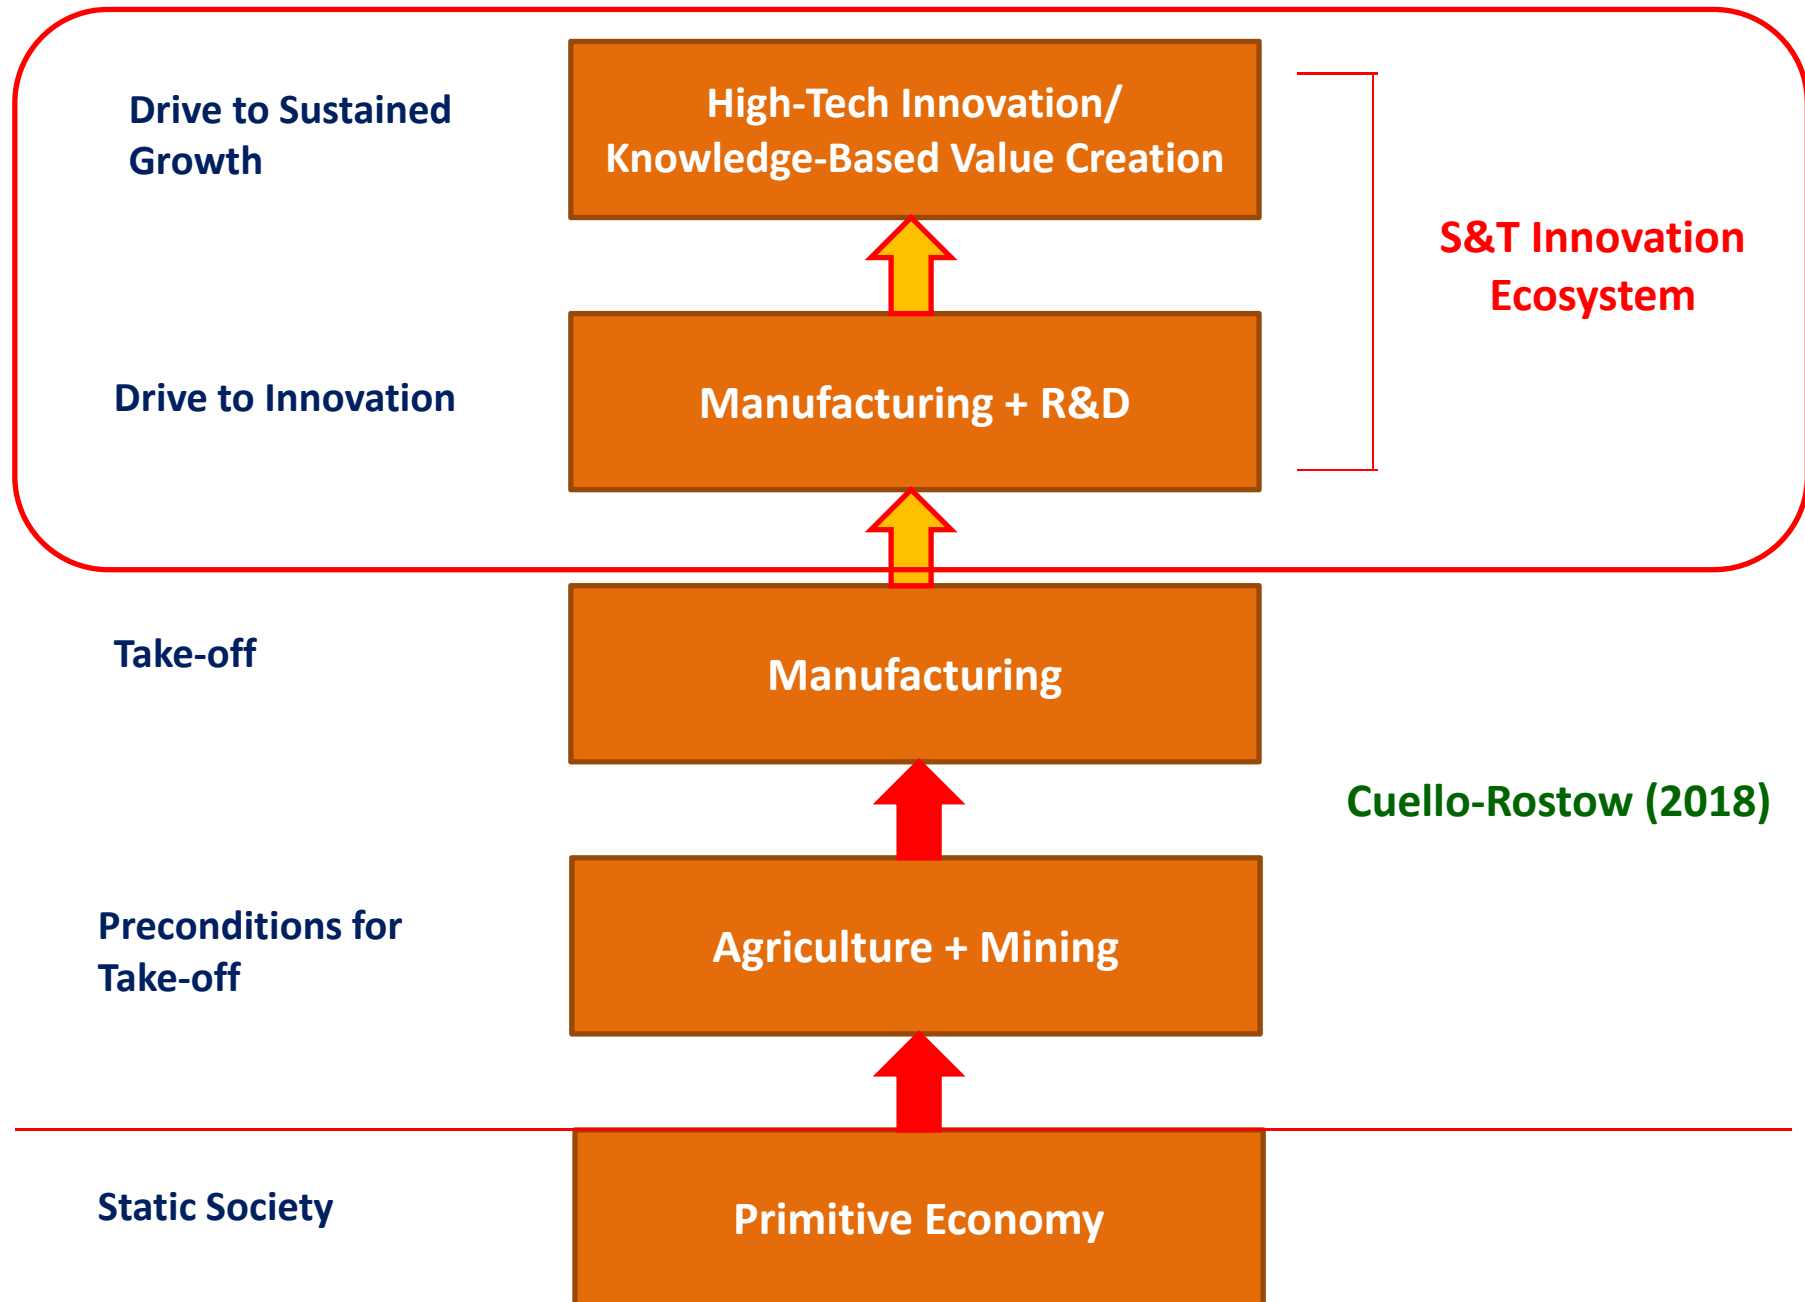 Drive to Sustained
Growth
High-Tech Innovation/
Knowledge-Based Value Creation
S&T Innovation
Ecosystem
Drive to Innovation
Manufacturing + R&D
Take-off
Manufacturing
Cuello-Rostow (2018)
Preconditions for
Take-off
Agriculture + Mining
Static Society
Primitive Economy